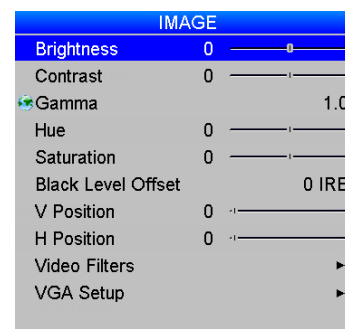 IMAGE
Brightness 0
Contrast 0
Gamma 1.0
Hue 0
Saturation 0
Black Level Offset 0 IRE
V Position 0
H Position 0
Video Filters
VGA Setup